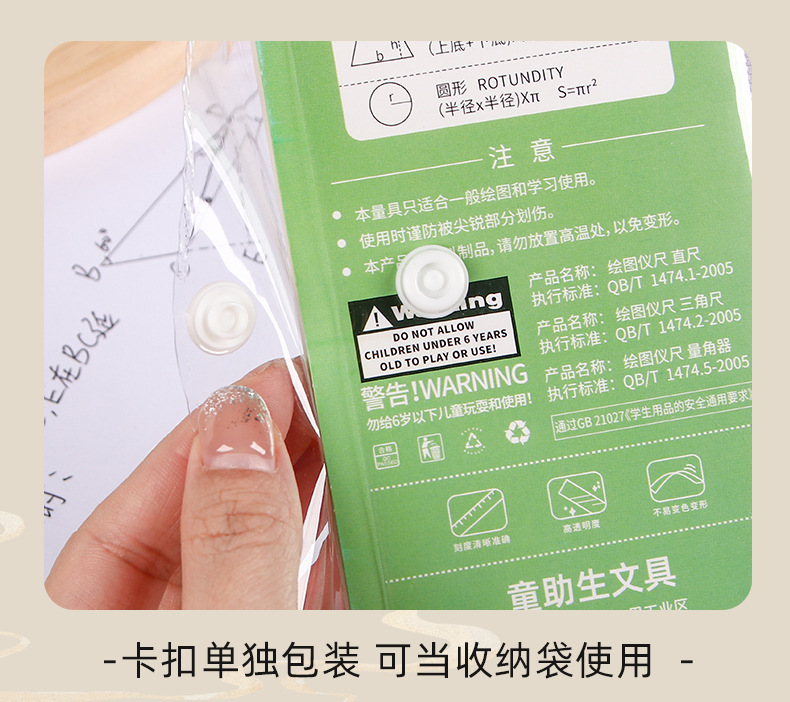 b h
(上底+下底)
r
圆形 ROTUNDITY
(半径x半径)Xπ S=πr²
注 意
• 本量具只适合一般绘图和学习使用。
• 使用时谨防被尖锐部分划伤。
• 本产 制品,请勿放置高温处,以免变形。
产品名称: 绘图仪尺 直尺
执行标准: QB/T 1474.1-2005
产品名称: 绘图仪尺 三角尺
执行标准: QB/T 1474.2-2005
产品名称: 绘图仪尺 量角器
执行标准: QB/T 1474.5-2005
通过GB 21027《学生用品的安全通用要求》
DO NOT ALLOW
CHILDREN UNDER 6 YEARS
OLD TO PLAY OR USE!
警告!WARNING
勿给6岁以下儿童玩耍和使用!
合格
刻度清晰准确
高透明度
不易变色变形
童助生文具
B 60°
上在BC延
-卡扣单独包装 可当收纳袋使用 -